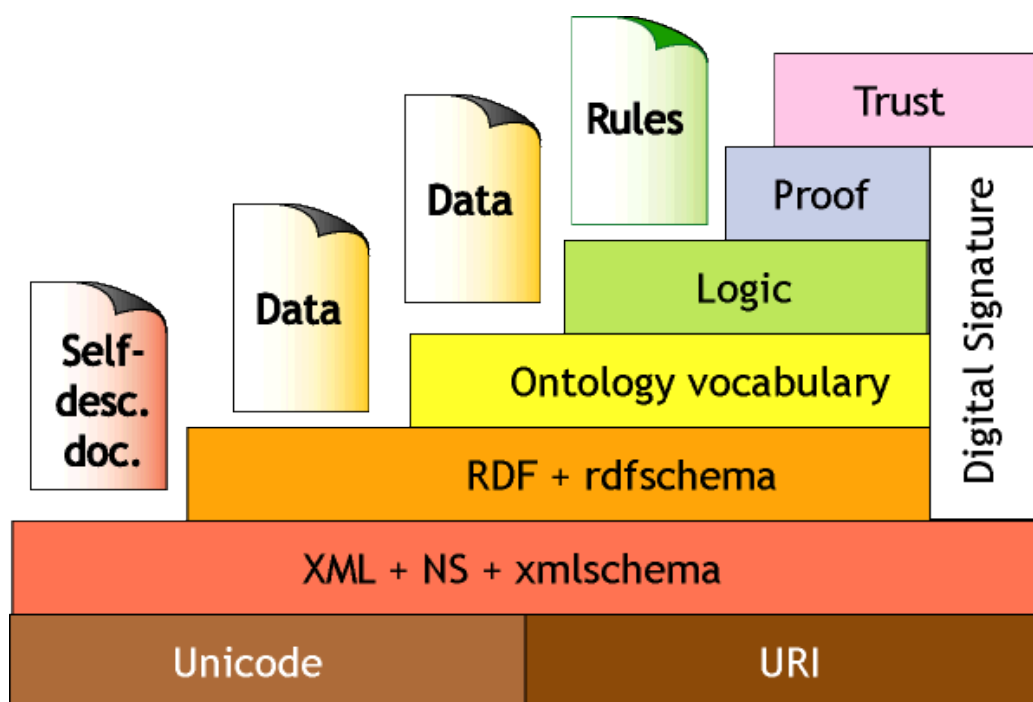 Rules
Trust
Data
Proof
Digital Signature
Data
Logic
Self-
desc.
doc.
Ontology vocabulary
RDF + rdfschema
XML + NS + xmlschema
Unicode
URI